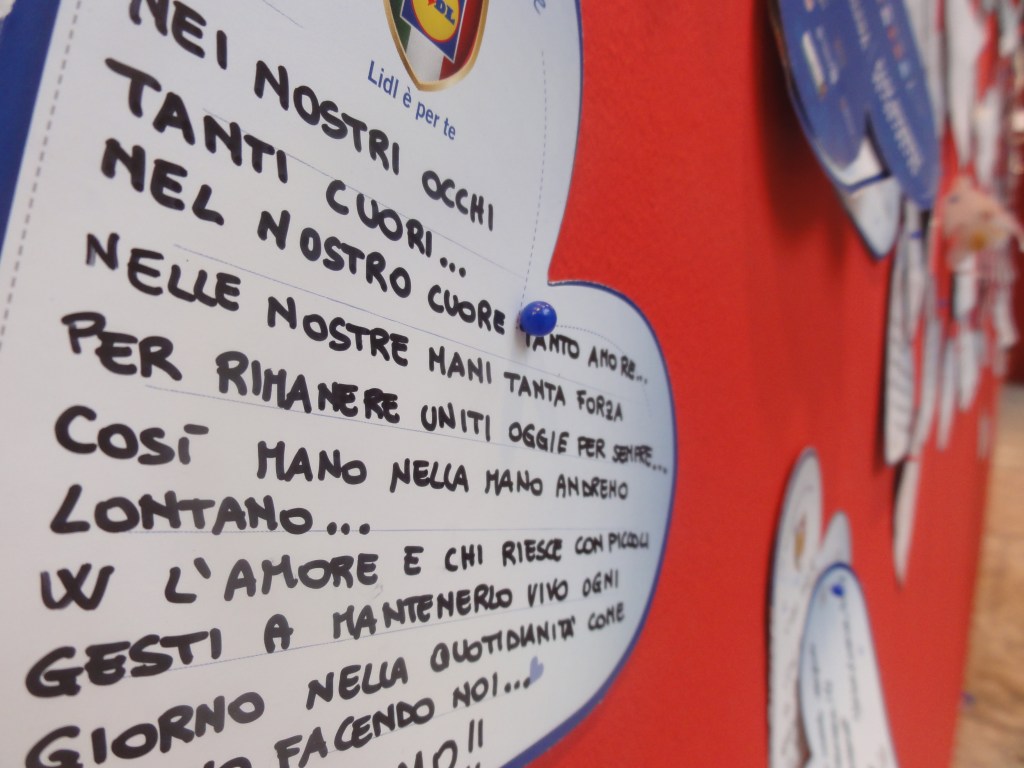 LIDL
Lidl è per te
NEI NOSTRI OCCHI
TANTI CUORI...
NEL NOSTRO CUORE TANTO AMORE...
NELLE NOSTRE MANI TANTA FORZA
PER RIMANERE UNITI OGGI E PER SEMPRE...
COSÌ MANO NELLA MANO ANDREMO
LONTANO...
W L'AMORE E CHI RIESCE CON PICCOLI
GESTI A MANTENERLO VIVO OGNI
GIORNO NELLA QUOTIDIANITA' COME
FACENDO NOI...